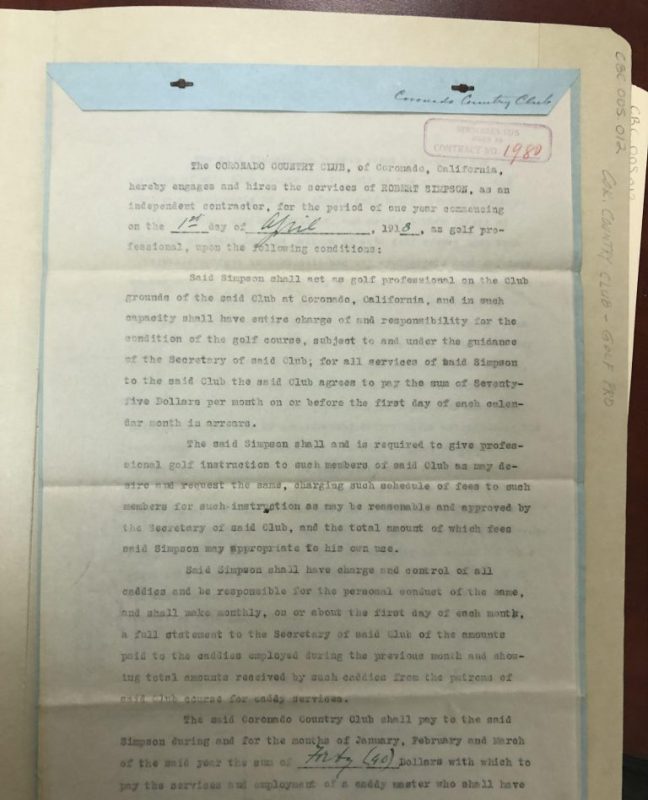 Coronado Country Club
CONTRACT NO. 1980
The CORONADO COUNTRY CLUB, of Coronado, California,
hereby engages and hires the services of ROBERT SIMPSON, as an
independent contractor, for the period of one year commencing
on the 1st day of April, 1918, as golf pro-
fessional, upon the following conditions:
Said Simpson shall act as golf professional on the Club
grounds of the said Club at Coronado, California, and in such
capacity shall have entire charge of and responsibility for the
condition of the golf course, subject to and under the guidance
of the Secretary of said Club; for all services of said Simpson
to the said Club the said Club agrees to pay the sum of Seventy-
five Dollars per month on or before the first day of each calen-
dar month in arrears.
The said Simpson shall and is required to give profes-
sional golf instruction to such members of said Club as may de-
sire and request the same, charging such schedule of fees to such
members for such instruction as may be reasonable and approved by
the Secretary of said Club, and the total amount of which fees
said Simpson may appropriate to his own use.
Said Simpson shall have charge and control of all
caddies and be responsible for the personal conduct of the same,
and shall make monthly, on or about the first day of each month,
a full statement to the Secretary of said Club of the amounts
paid to the caddies employed during the previous month and show-
ing total amounts received by such caddies from the patrons of
said Club course for caddy services.
The said Coronado Country Club shall pay to the said
Simpson during and for the months of January, February and March
of the said year the sum of Forty (40) Dollars with which to
pay the services and employment of a caddy master who shall have
CBC 005 012
COR. COUNTRY CLUB - GOLF PRO
CBC 005 012